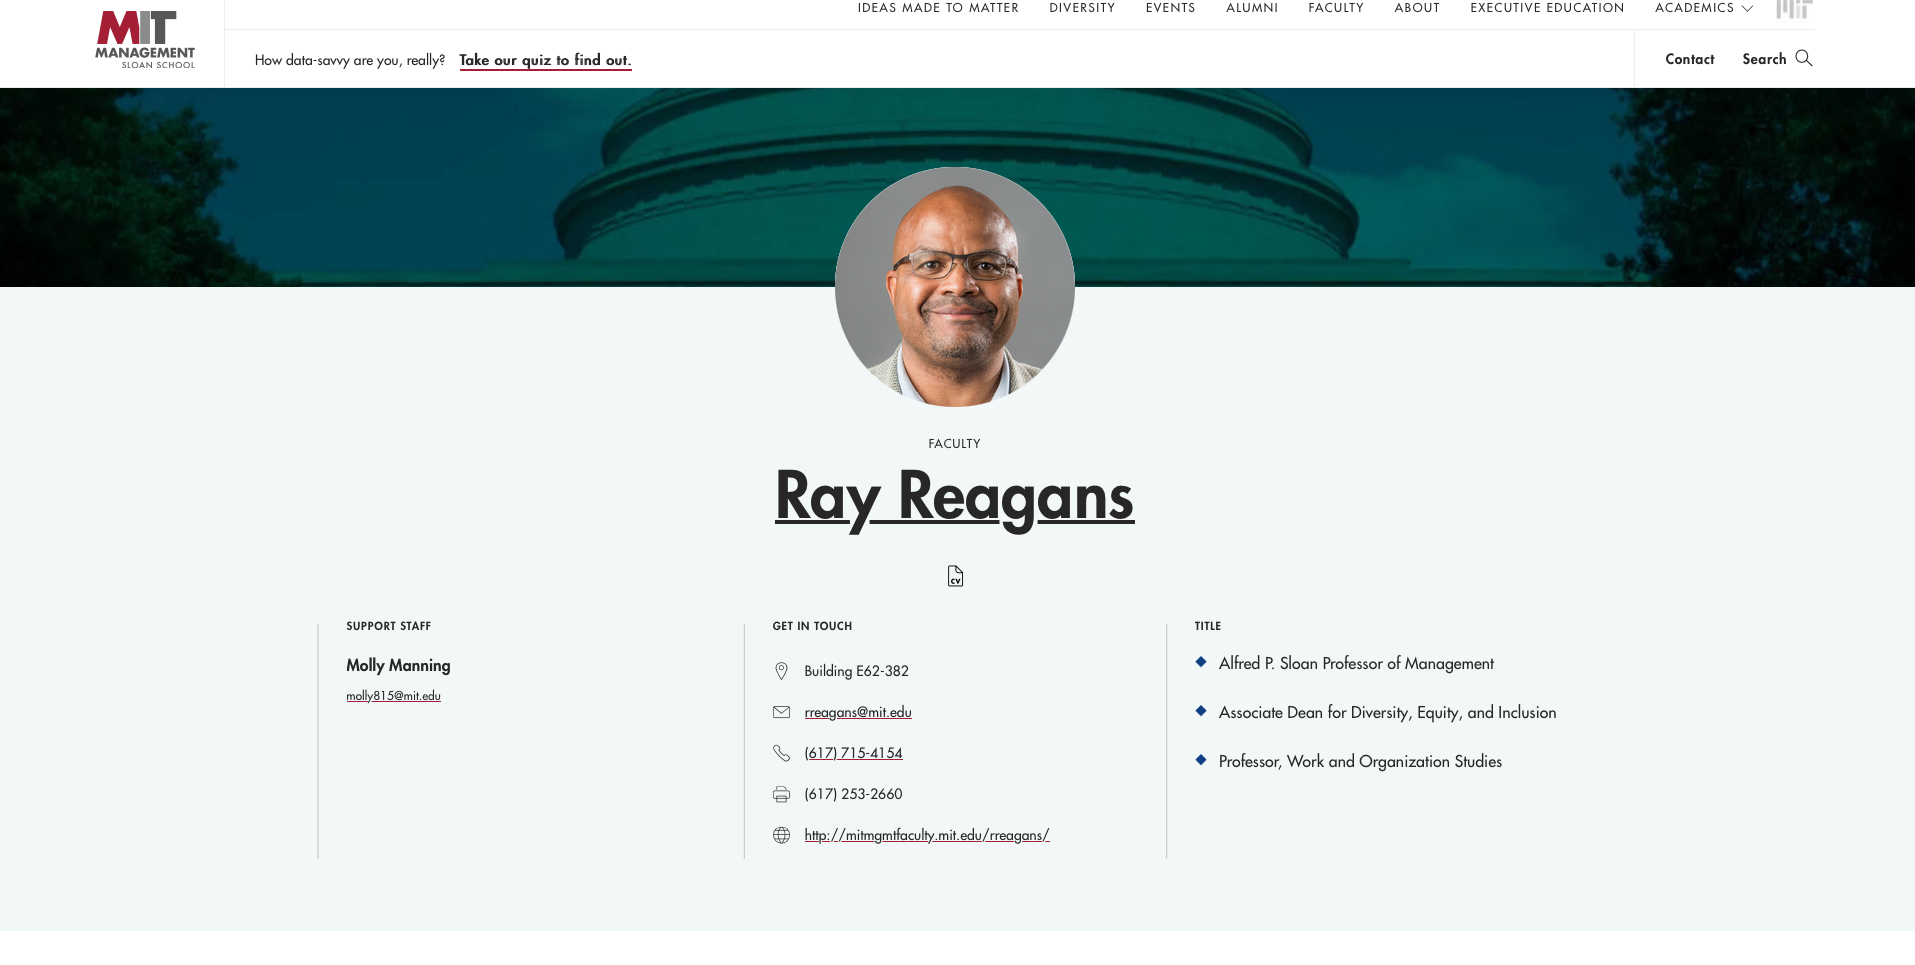 MIT
MANAGEMENT
SLOAN SCHOOL
IDEAS MADE TO MATTER DIVERSITY EVENTS ALUMNI FACULTY ABOUT EXECUTIVE EDUCATION ACADEMICS
How data-savvy are you, really? Take our quiz to find out.
Contact Search
FACULTY
Ray Reagans
CV
SUPPORT STAFF
Molly Manning
molly815@mit.edu
GET IN TOUCH
Building E62-382
rreagans@mit.edu
(617) 715-4154
(617) 253-2660
http://mitmgmtfaculty.mit.edu/rreagans/
TITLE
Alfred P. Sloan Professor of Management
Associate Dean for Diversity, Equity, and Inclusion
Professor, Work and Organization Studies